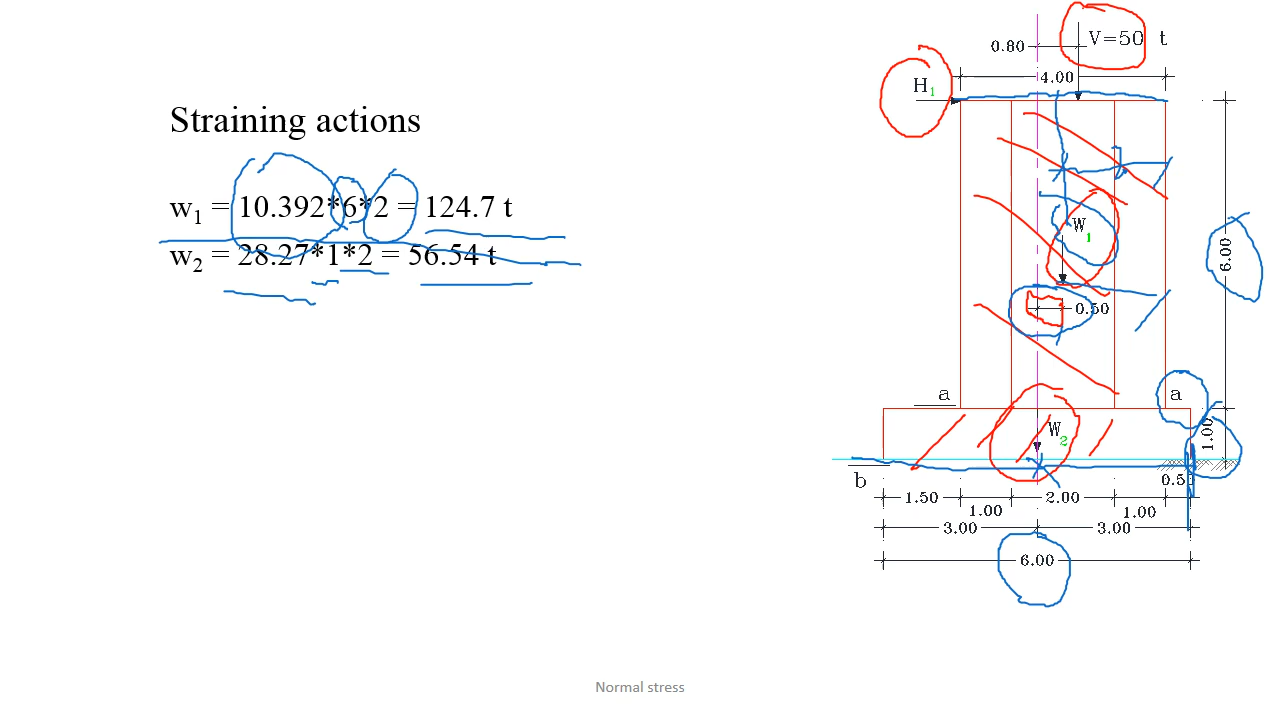 Straining actions
w1 = 10.392*6*2 = 124.7 t
w2 = 28.27*1*2 = 56.54 t
V=50 t
0.80
4.00
H1
W1
6.00
0.50
a
a
W2
1.00
b
0.5
1.50
2.00
1.00
1.00
3.00
3.00
6.00
Normal stress